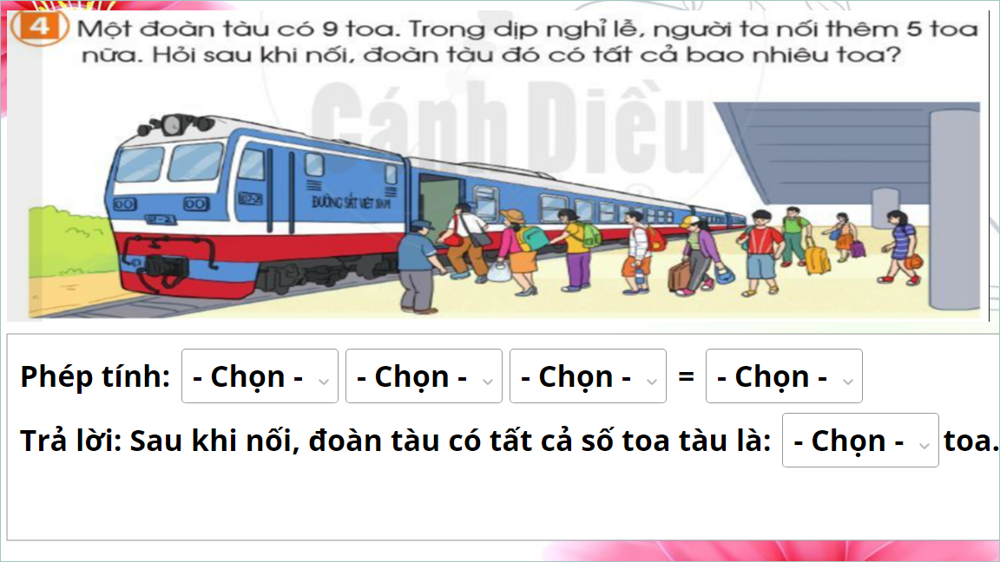 4 Một đoàn tàu có 9 toa. Trong dịp nghỉ lễ, người ta nối thêm 5 toa
nữa. Hỏi sau khi nối, đoàn tàu đó có tất cả bao nhiêu toa?
Cánh Diều
ĐƯỜNG SẮT VIỆT
Phép tính: - Chọn - - Chọn - - Chọn - = - Chọn -
Trả lời: Sau khi nối, đoàn tàu có tất cả số toa tàu là: - Chọn - toa.